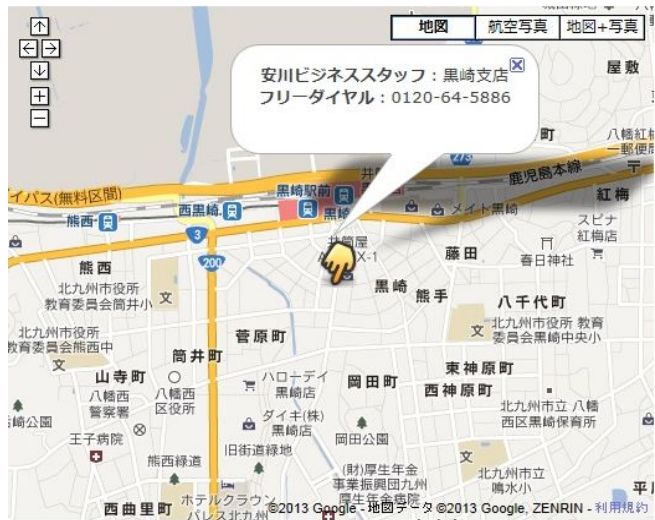 地図
航空写真
地図+写真
安川ビジネススタッフ：黒崎支店
フリーダイヤル：0120-64-5886
屋敷
町
八幡紅梅
一郵便局
273
鹿児島本線
イパス(無料区間)
黒崎駅前
西黒崎
黒崎
メイト黒崎
紅梅
熊西
3
スピナ
紅梅店
井筒屋
藤田
春日神社
熊西
200
北九州市役所
教育委員会筒井小
黒崎
熊手
八千代町
北九州市役所 教育
委員会黒崎中央小
北九州市役所
教育委員会熊西中
菅原町
筒井町
東神原町
山寺町
ハローデイ
黒崎店
岡田町
西神原町
八幡西
警察署
八幡西
区役所
北九州市立 八幡
西区黒崎保育所
崎公園
ダイキ(株)
黒崎店
王子病院
岡田公園
旧街道緑地
熊西緑道
(財)厚生年金
事業振興団九州
厚生年金病院
北九州市立
鳴水小
西曲里町
ホテルクラウン
パレス北九州
©2013 Google - 地図データ ©2013 Google, ZENRIN - 利用規約